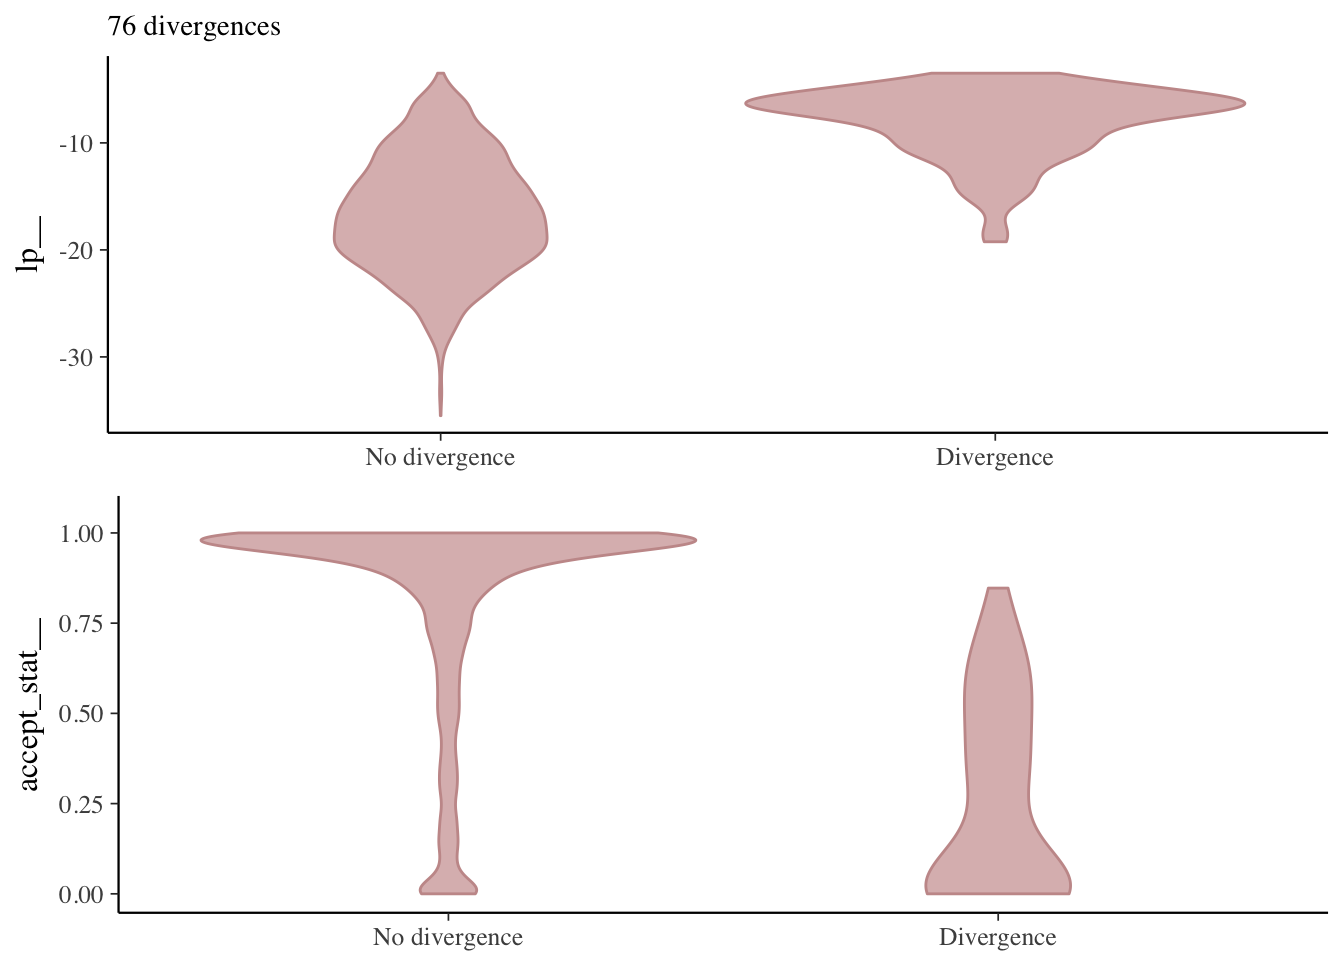 76 divergences
lp__
-10
-20
-30
No divergence
Divergence
accept_stat__
1.00
0.75
0.50
0.25
0.00
No divergence
Divergence